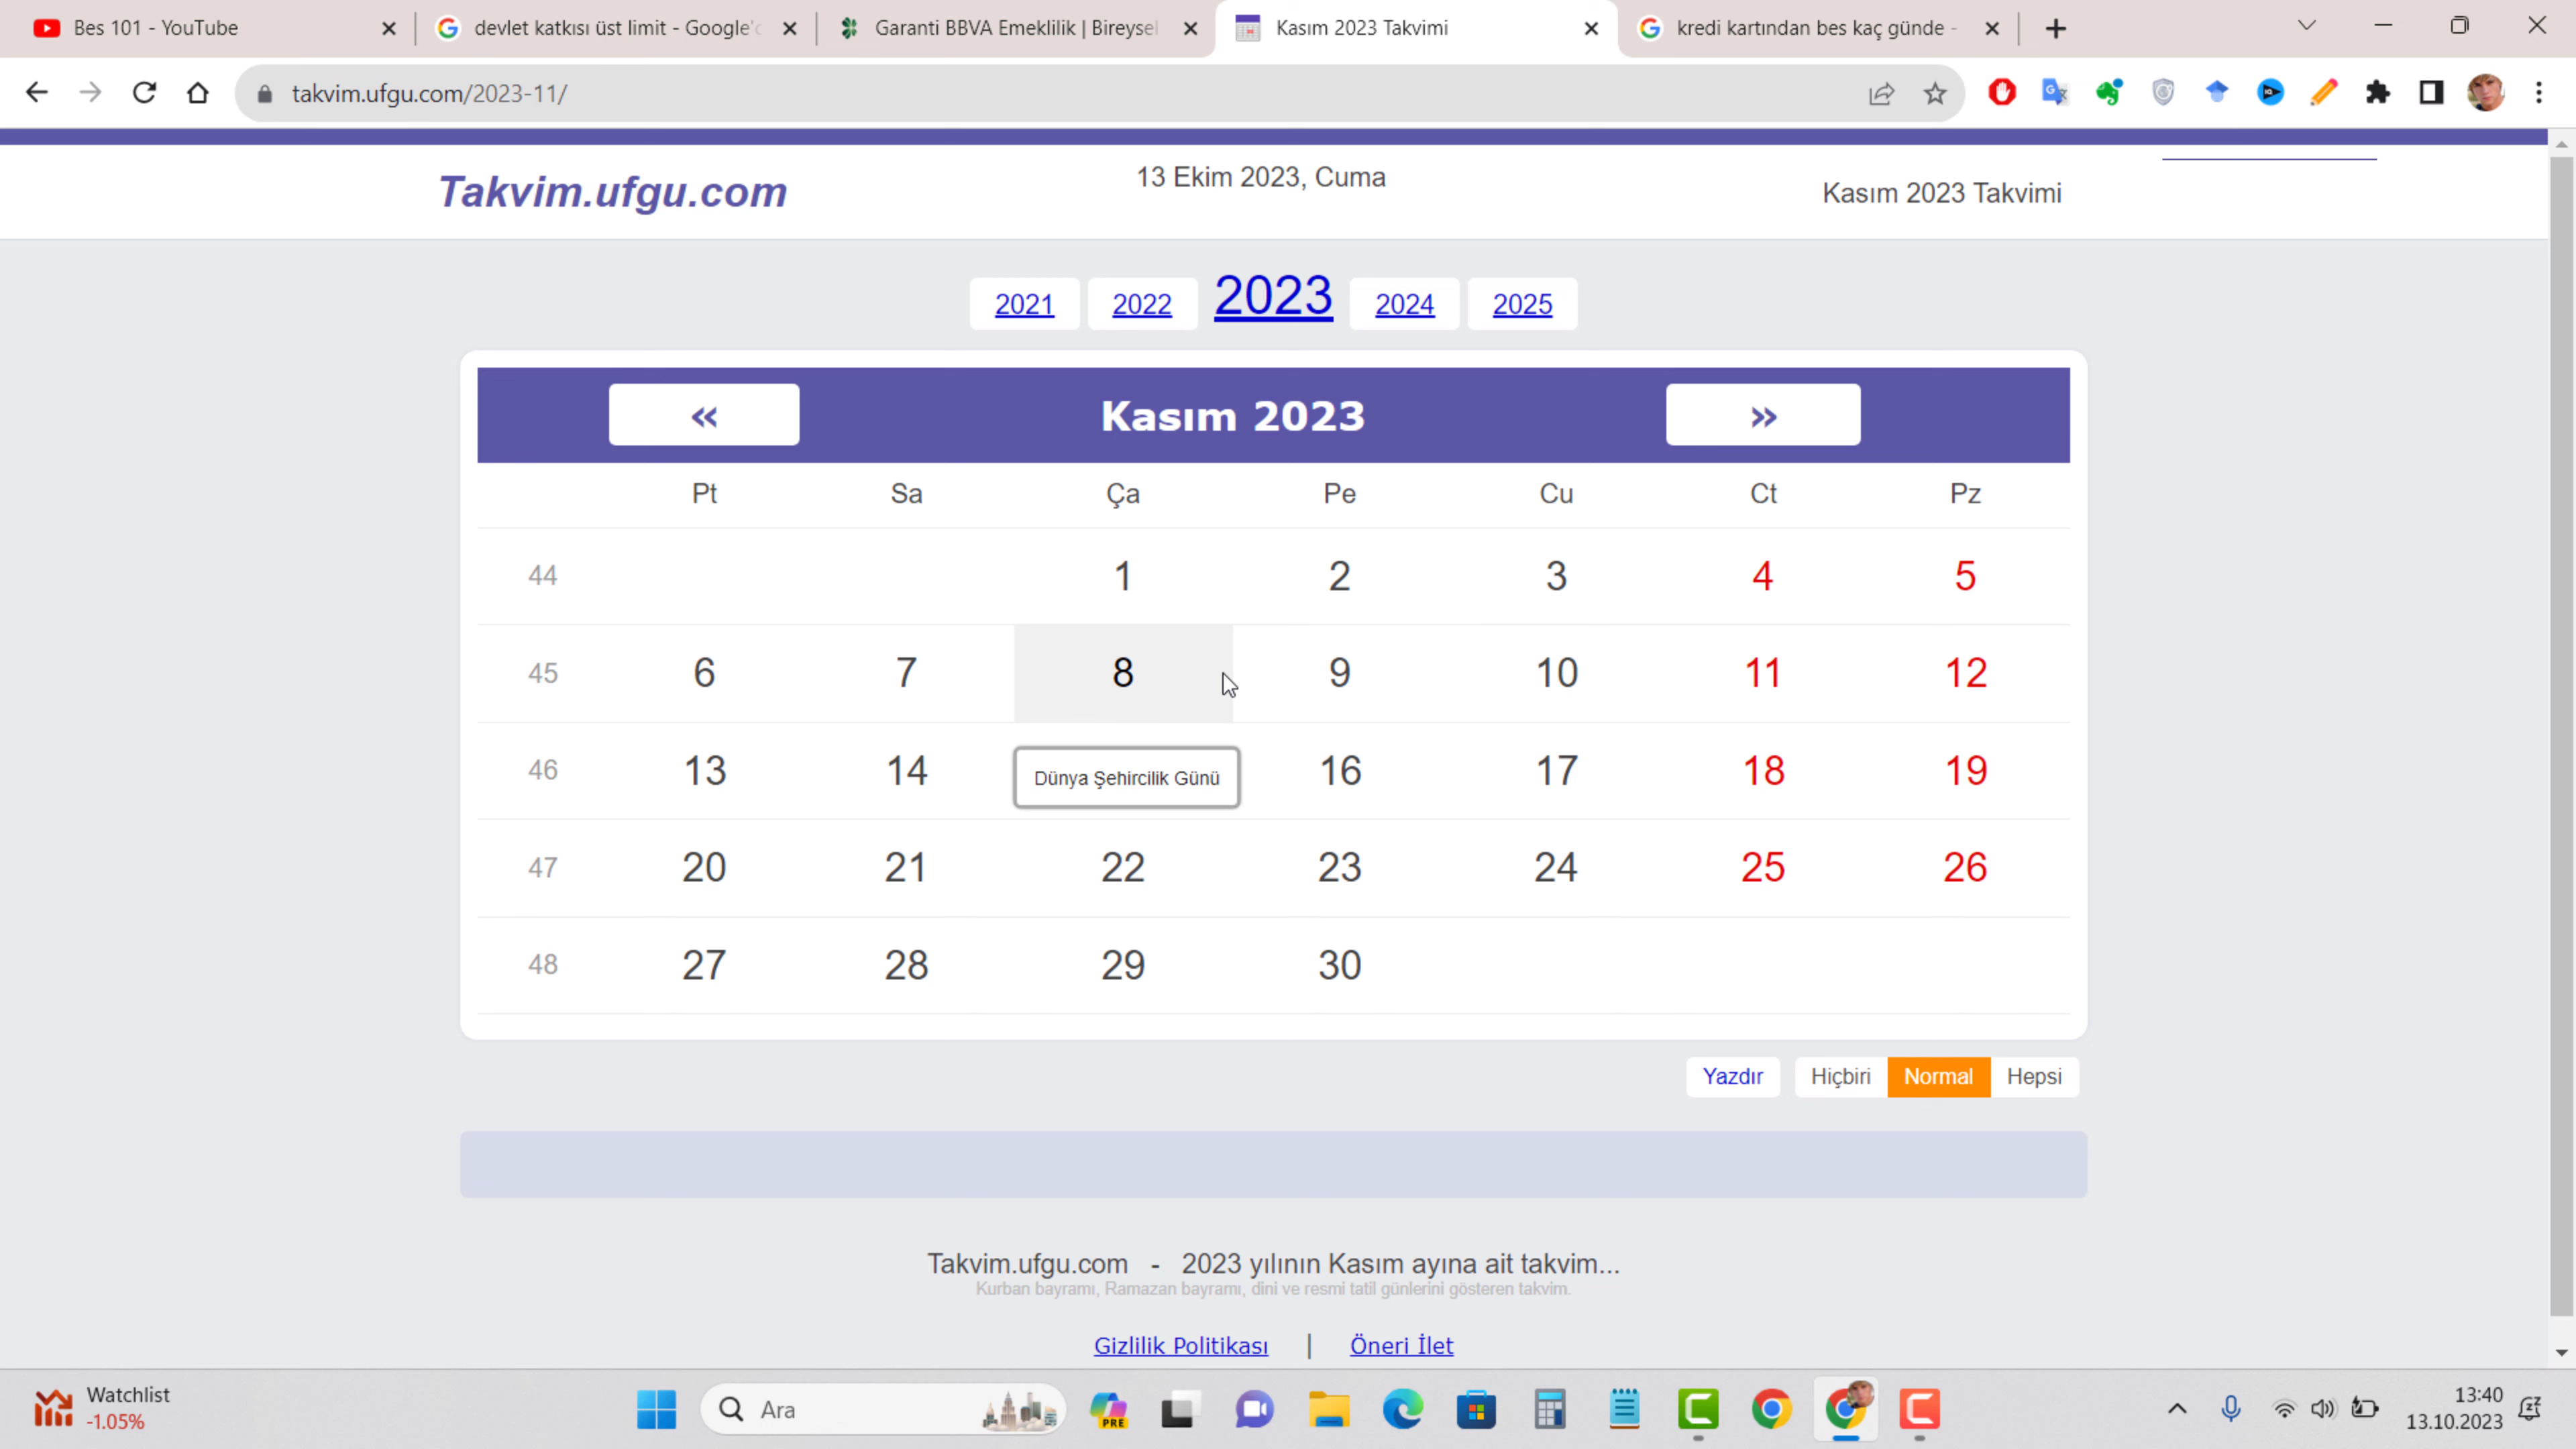 Bes 101 - YouTube
devlet katkısı üst limit - Google'd
Garanti BBVA Emeklilik | Bireysel
Kasım 2023 Takvimi
kredi kartından bes kaç günde -
takvim.ufgu.com/2023-11/
Takvim.ufgu.com
13 Ekim 2023, Cuma
Kasım 2023 Takvimi
2021 2022 2023 2024 2025
« Kasım 2023 »
Pt Sa Ça Pe Cu Ct Pz
44 1 2 3 4 5
45 6 7 8 9 10 11 12
46 13 14 Dünya Şehircilik Günü 16 17 18 19
47 20 21 22 23 24 25 26
48 27 28 29 30
Yazdır Hiçbiri Normal Hepsi
Takvim.ufgu.com - 2023 yılının Kasım ayına ait takvim...
Kurban bayramı, Ramazan bayramı, dini ve resmi tatil günlerini gösteren takvim.
Gizlilik Politikası | Öneri İlet
Watchlist
-1.05%
Ara
PRE
13:40
13.10.2023